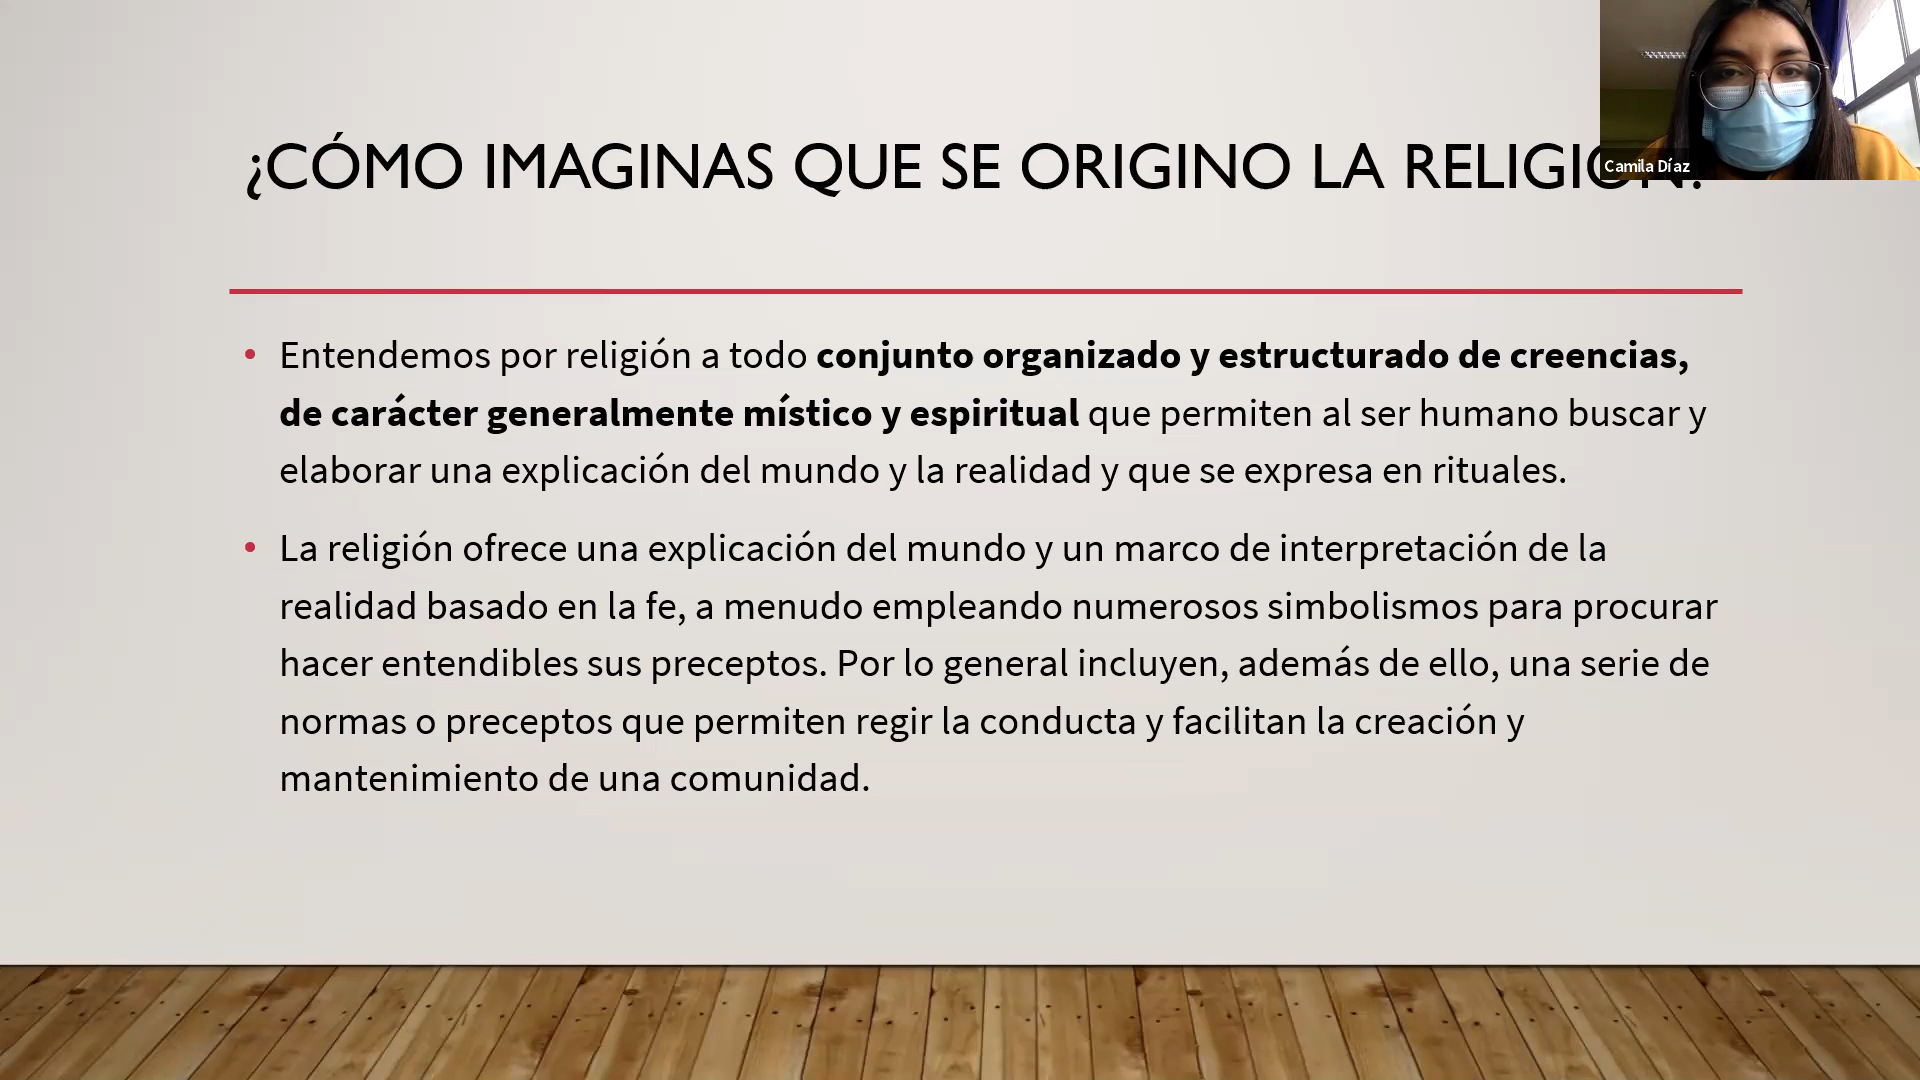 ¿CÓMO IMAGINAS QUE SE ORIGINO LA
Camila Díaz
• Entendemos por religión a todo conjunto organizado y estructurado de creencias,
de carácter generalmente místico y espiritual que permiten al ser humano buscar y
elaborar una explicación del mundo y la realidad y que se expresa en rituales.
• La religión ofrece una explicación del mundo y un marco de interpretación de la
realidad basado en la fe, a menudo empleando numerosos simbolismos para procurar
hacer entendibles sus preceptos. Por lo general incluyen, además de ello, una serie de
normas o preceptos que permiten regir la conducta y facilitan la creación y
mantenimiento de una comunidad.